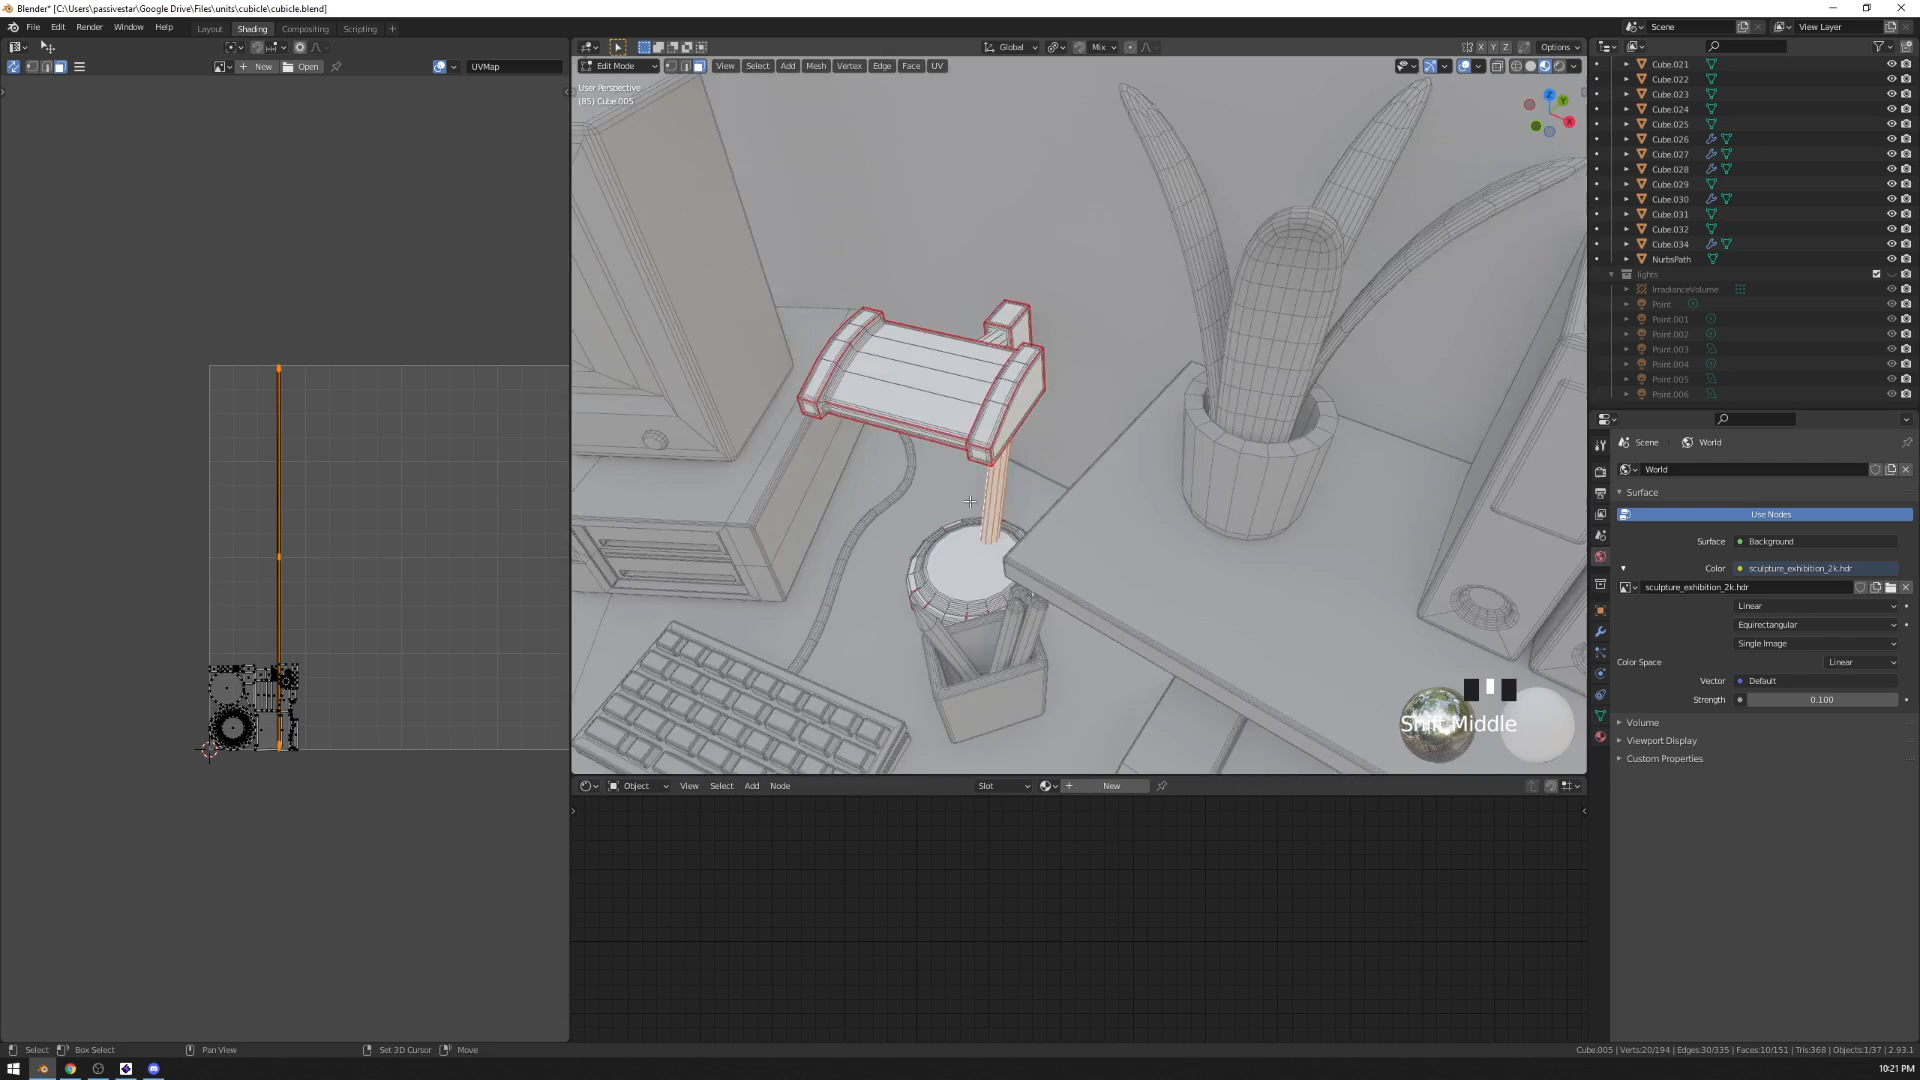 Blender* [C:\Users\passivestar\Google Drive\Files\units\cubicle\cubicle.blend]
File Edit Render Window Help Layout Shading Compositing Scripting + Scene View Layer
Global Mix X Y Z Options
+ New Open UVMap Edit Mode View Select Add Mesh Vertex Edge Face UV
User Perspective
(85) Cube.005
Z
Y
X
Cube.021
Cube.022
Cube.023
Cube.024
Cube.025
Cube.026
Cube.027
Cube.028
Cube.029
Cube.030
Cube.031
Cube.032
Cube.034
NurbsPath
lights
IrradianceVolume
Point
Point.001
Point.002
Point.003
Point.004
Point.005
Point.006
Scene World
World
Surface
Use Nodes
Surface Background
Color sculpture_exhibition_2k.hdr
sculpture_exhibition_2k.hdr
Linear
Equirectangular
Single Image
Color Space Linear
Vector Default
Strength 0.100
Volume
Viewport Display
Custom Properties
Shift Middle
Object View Select Add Node Slot + New
Select Box Select Pan View Set 3D Cursor Move
Cube.005 | Verts:20/194 | Edges:30/335 | Faces:10/151 | Tris:368 | Objects:1/37 | 2.93.1
10:21 PM